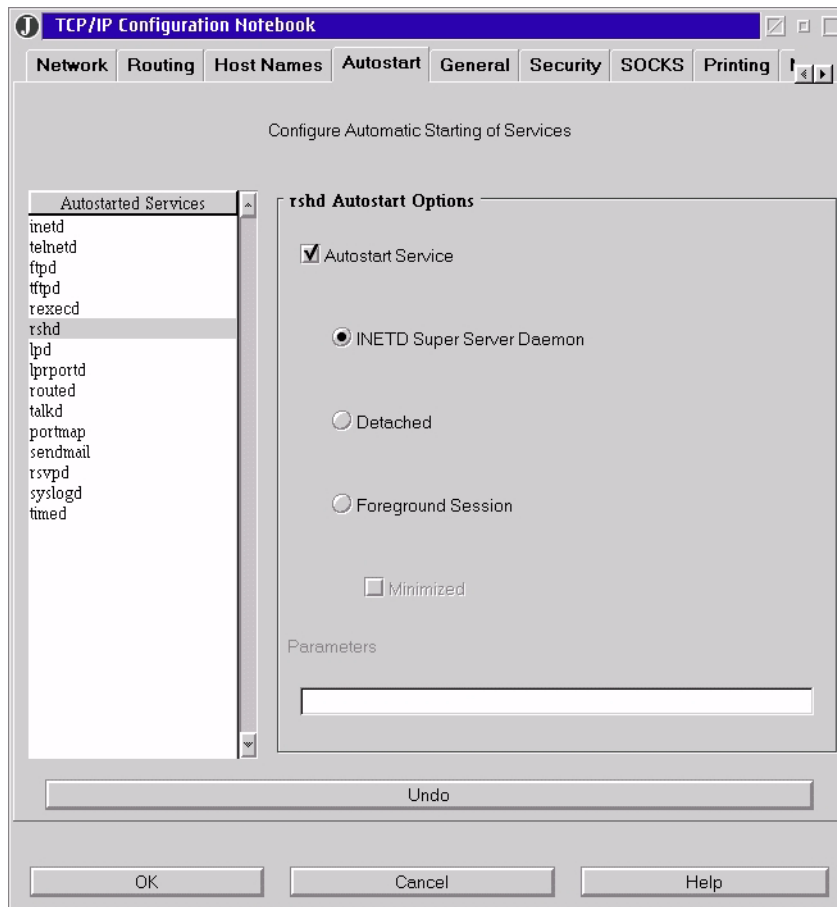 J TCP/IP Configuration Notebook
Network Routing Host Names Autostart General Security SOCKS Printing
Configure Automatic Starting of Services
Autostarted Services
inetd
telnetd
ftpd
tftpd
rexecd
rshd
lpd
lprportd
routed
talkd
portmap
sendmail
rsvpd
syslogd
timed
rshd Autostart Options
Autostart Service
INETD Super Server Daemon
Detached
Foreground Session
Minimized
Parameters
Undo
OK Cancel Help